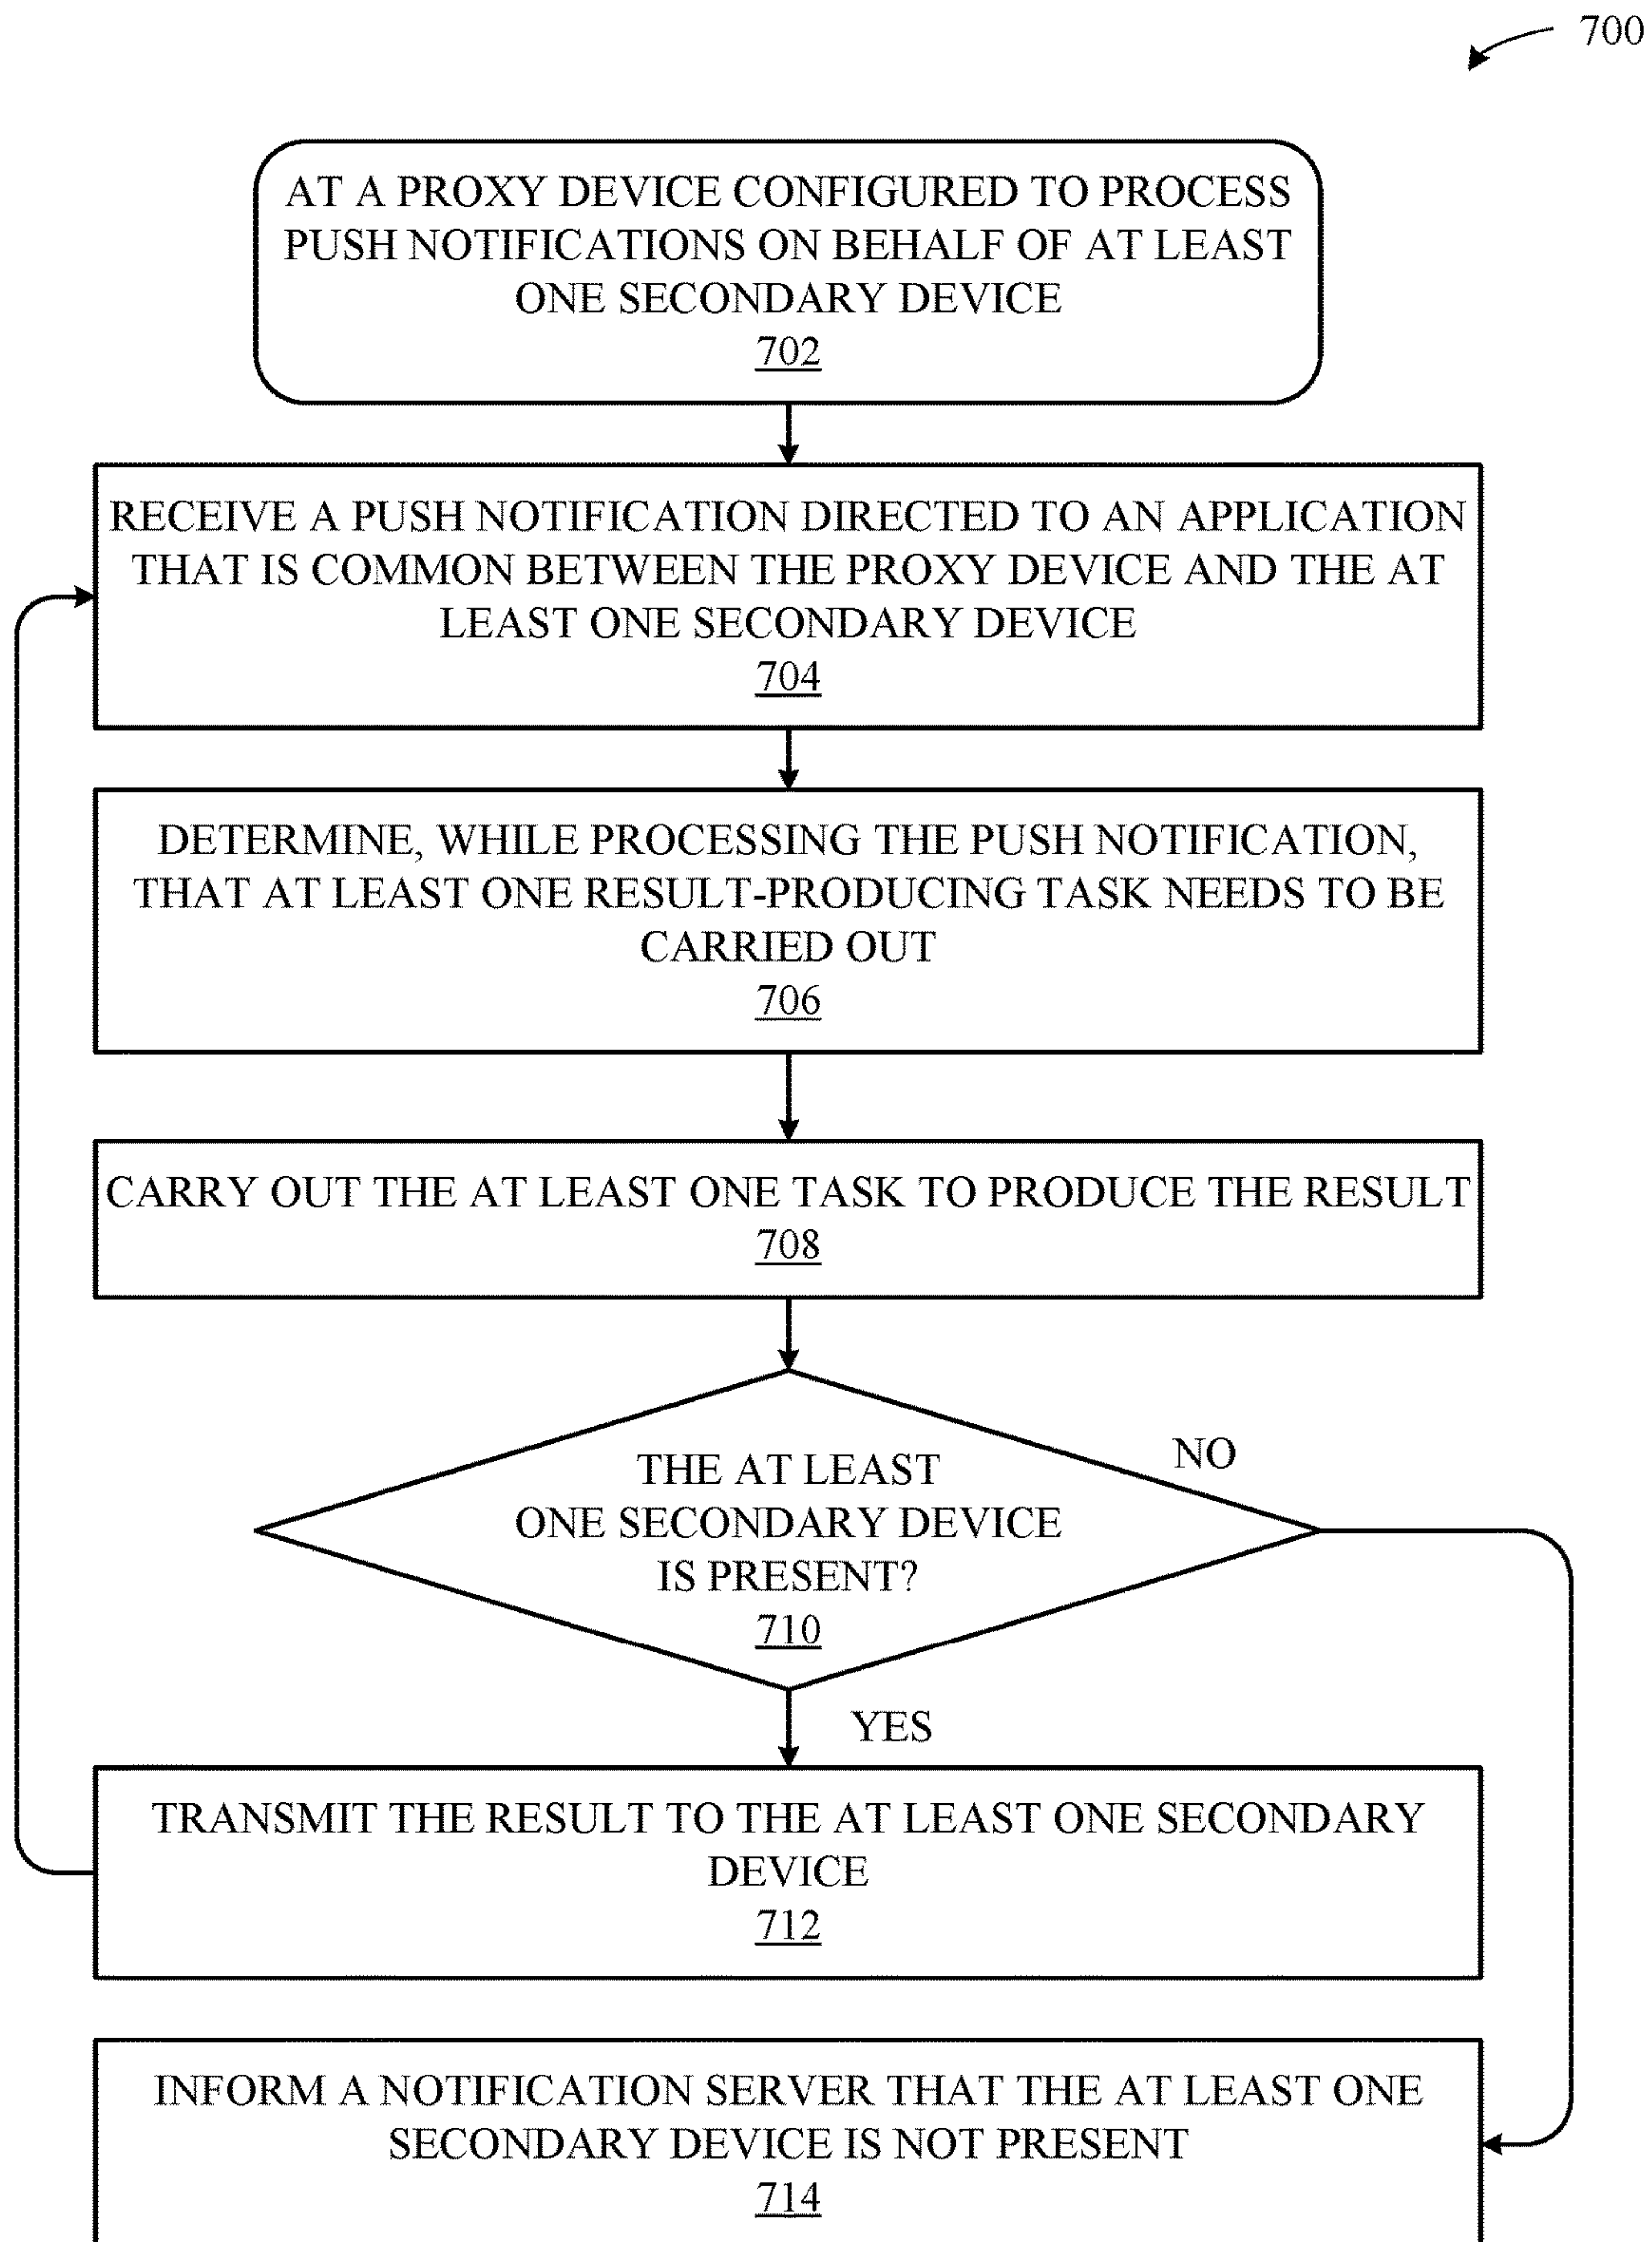 700
AT A PROXY DEVICE CONFIGURED TO PROCESS
PUSH NOTIFICATIONS ON BEHALF OF AT LEAST
ONE SECONDARY DEVICE
702
RECEIVE A PUSH NOTIFICATION DIRECTED TO AN APPLICATION
THAT IS COMMON BETWEEN THE PROXY DEVICE AND THE AT
LEAST ONE SECONDARY DEVICE
704
DETERMINE, WHILE PROCESSING THE PUSH NOTIFICATION,
THAT AT LEAST ONE RESULT-PRODUCING TASK NEEDS TO BE
CARRIED OUT
706
CARRY OUT THE AT LEAST ONE TASK TO PRODUCE THE RESULT
708
NO
THE AT LEAST
ONE SECONDARY DEVICE
IS PRESENT?
710
YES
TRANSMIT THE RESULT TO THE AT LEAST ONE SECONDARY
DEVICE
712
INFORM A NOTIFICATION SERVER THAT THE AT LEAST ONE
SECONDARY DEVICE IS NOT PRESENT
714